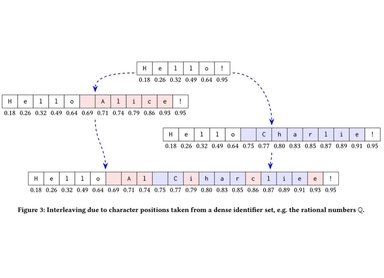 H e l l o !
0.18 0.26 0.32 0.49 0.64 0.95
H e l l o A l i c e !
0.18 0.26 0.32 0.49 0.64 0.69 0.71 0.74 0.79 0.86 0.93 0.95
H e l l o C h a r l i e !
0.18 0.26 0.32 0.49 0.64 0.75 0.77 0.80 0.83 0.85 0.87 0.89 0.91 0.95
H e l l o A l C i h a r c l i e e !
0.18 0.26 0.32 0.49 0.64 0.69 0.71 0.74 0.75 0.77 0.79 0.80 0.83 0.85 0.86 0.87 0.89 0.91 0.93 0.95
Figure 3: Interleaving due to character positions taken from a dense identifier set, e.g. the rational numbers ℚ.